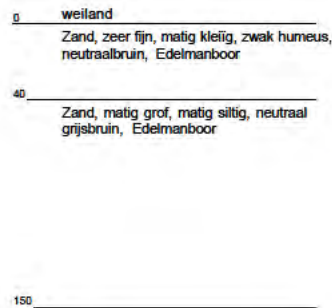 0 weiland
Zand, zeer fijn, matig kleiïg, zwak humeus,
neutraalbruin, Edelmanboor
40
Zand, matig grof, matig siltig, neutraal
grijsbruin, Edelmanboor
150